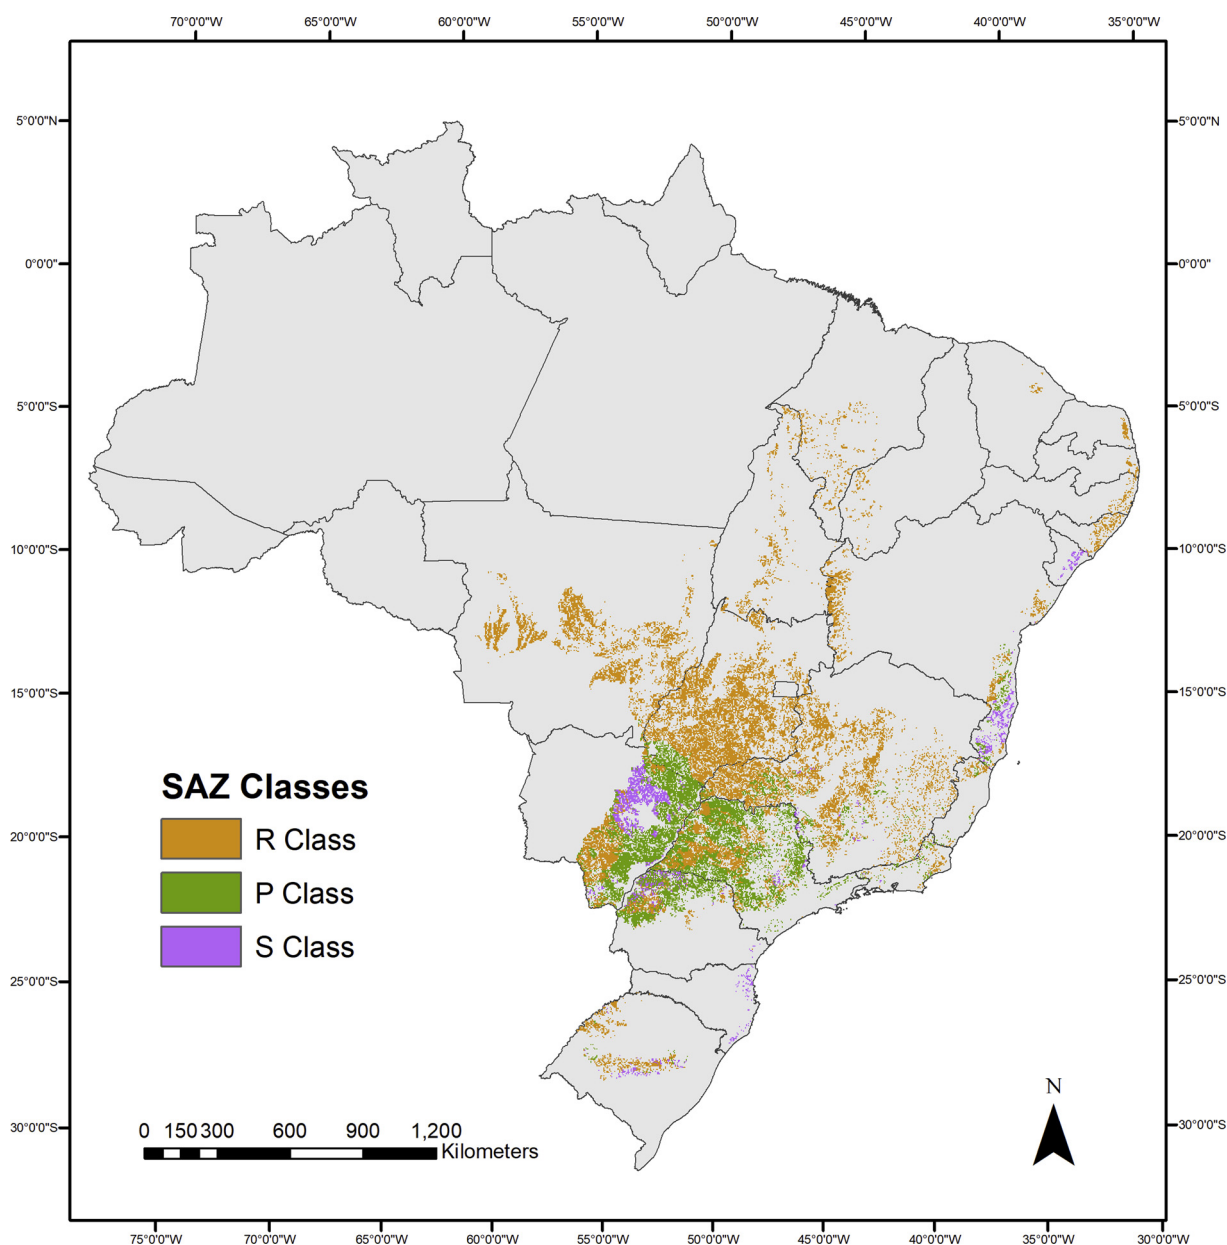 70°0'0"W 65°0'0"W 60°0'0"W 55°0'0"W 50°0'0"W 45°0'0"W 40°0'0"W 35°0'0"W
5°0'0"N 5°0'0"N
0°0'0" 0°0'0"
5°0'0"S 5°0'0"S
10°0'0"S 10°0'0"S
15°0'0"S 15°0'0"S
SAZ Classes
20°0'0"S 20°0'0"S
R Class
P Class
S Class
25°0'0"S 25°0'0"S
N
30°0'0"S 30°0'0"S
0 150 300 600 900 1,200
Kilometers
75°0'0"W 70°0'0"W 65°0'0"W 60°0'0"W 55°0'0"W 50°0'0"W 45°0'0"W 40°0'0"W 35°0'0"W 30°0'0"W